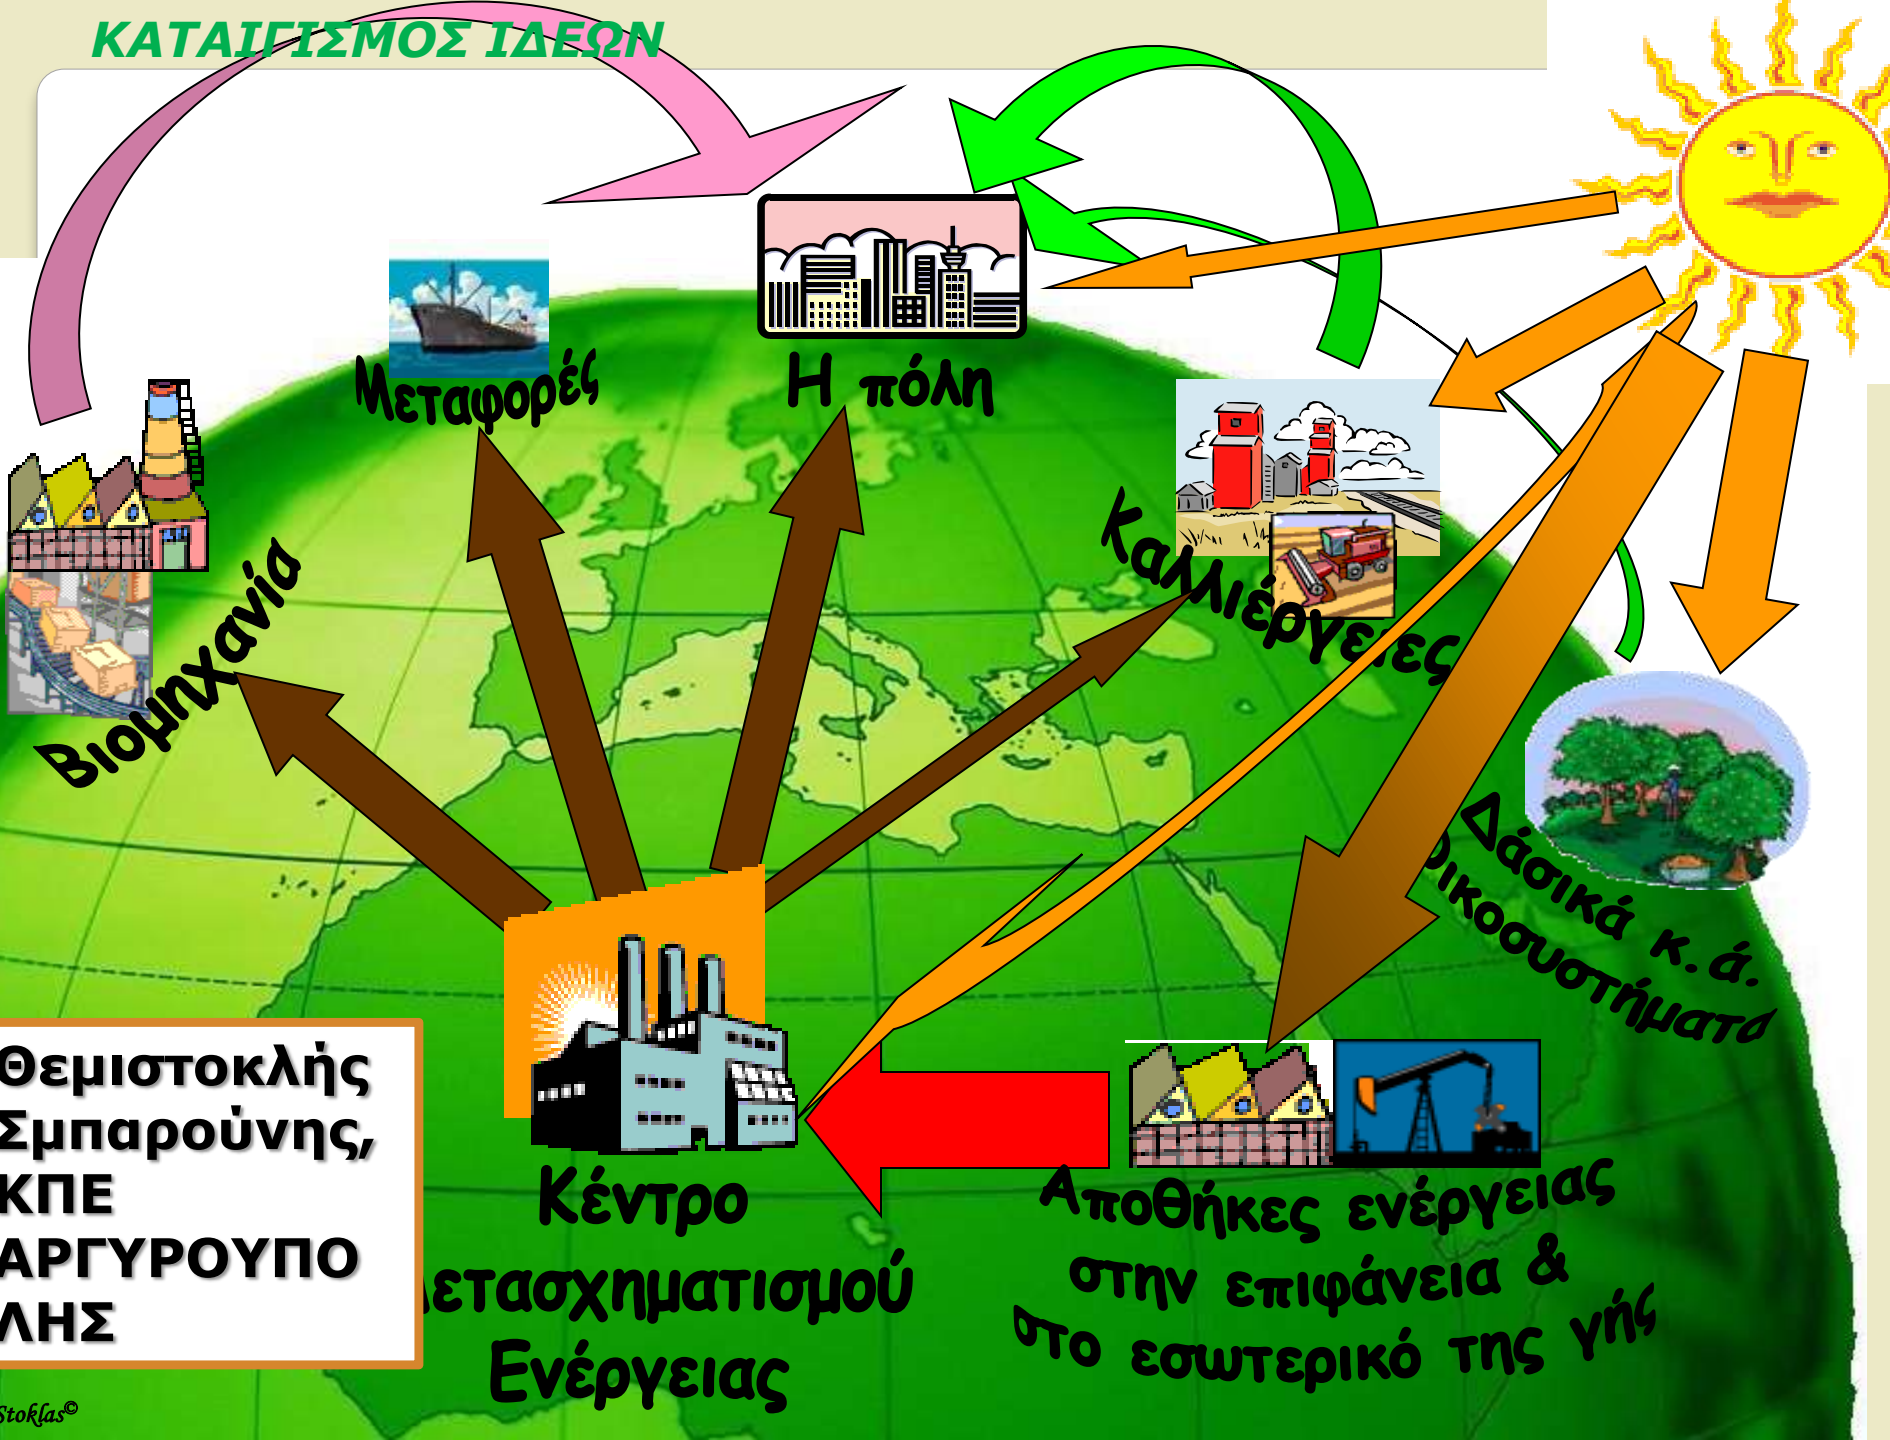 ΚΑΤΑΙΓΙΣΜΟΣ ΙΔΕΩΝ
Μεταφορές
Η πόλη
Καλλιέργειες
Βιομηχανία
Δάσικά κ.ά.
Οικοσυστήματα
Θεμιστοκλής
Σμπαρούνης,
ΚΠΕ
ΑΡΓΥΡΟΥΠΟ
ΛΗΣ
Κέντρο
Μετασχηματισμού
Ενέργειας
Αποθήκες ενέργειας
στην επιφάνεια &
στο εσωτερικό της γής
Stoklas©